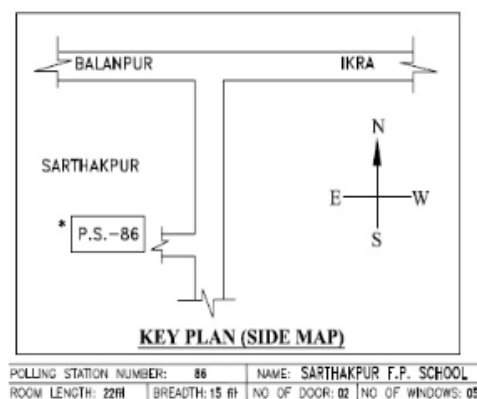 BALANPUR IKRA
SARTHAKPUR
N
E W
S
* P.S.-86
KEY PLAN (SIDE MAP)
POLLING STATION NUMBER: 86 NAME: SARTHAKPUR F.P. SCHOOL
ROOM LENGTH: 22ft BREADTH: 15 ft NO OF DOOR: 02 NO OF WINDOWS: 05